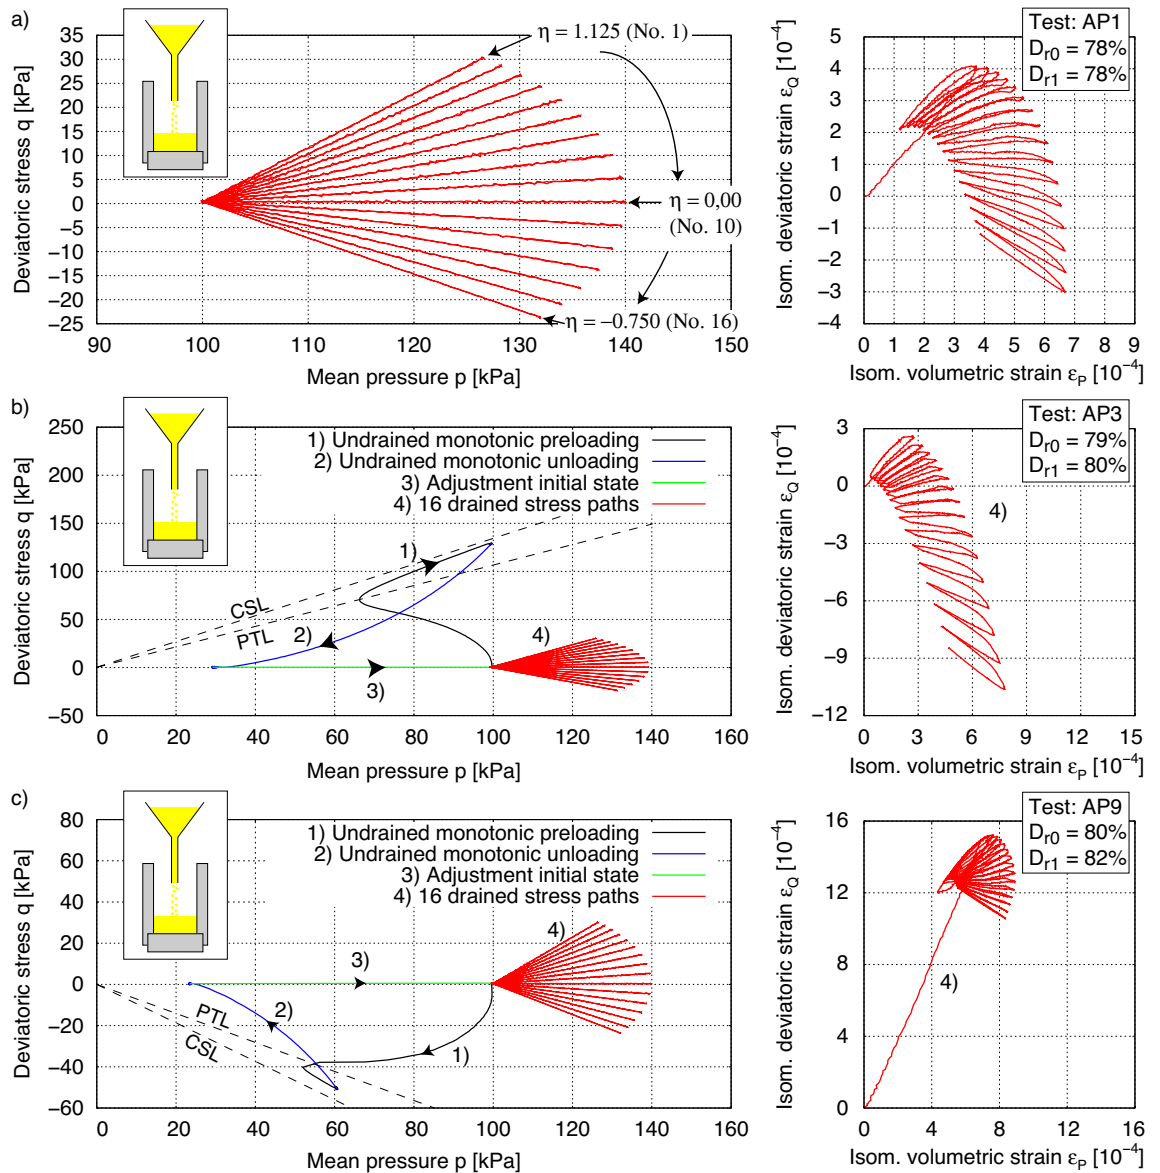 a)
35
30
25
20
15
10
5
0
−5
−10
−15
−20
−25
90 100 110 120 130 140 150
Deviatoric stress q [kPa]
Mean pressure p [kPa]
η = 1.125 (No. 1)
η = 0,00
(No. 10)
η = −0.750 (No. 16)
5
4
3
2
1
0
−1
−2
−3
−4
0 1 2 3 4 5 6 7 8 9
Isom. deviatoric strain εQ [10⁻⁴]
Isom. volumetric strain εP [10⁻⁴]
Test: AP1
Dr0 = 78%
Dr1 = 78%
b)
250
200
150
100
50
0
−50
0 20 40 60 80 100 120 140 160
Deviatoric stress q [kPa]
Mean pressure p [kPa]
1) Undrained monotonic preloading
2) Undrained monotonic unloading
3) Adjustment initial state
4) 16 drained stress paths
1)
CSL
PTL
2)
3)
4)
3
0
−3
−6
−9
−12
0 3 6 9 12 15
Isom. deviatoric strain εQ [10⁻⁴]
Isom. volumetric strain εP [10⁻⁴]
Test: AP3
Dr0 = 79%
Dr1 = 80%
4)
c)
80
60
40
20
0
−20
−40
−60
0 20 40 60 80 100 120 140 160
Deviatoric stress q [kPa]
Mean pressure p [kPa]
1) Undrained monotonic preloading
2) Undrained monotonic unloading
3) Adjustment initial state
4) 16 drained stress paths
4)
3)
2)
PTL
CSL
1)
16
12
8
4
0
0 4 8 12 16
Isom. deviatoric strain εQ [10⁻⁴]
Isom. volumetric strain εP [10⁻⁴]
Test: AP9
Dr0 = 80%
Dr1 = 82%
4)